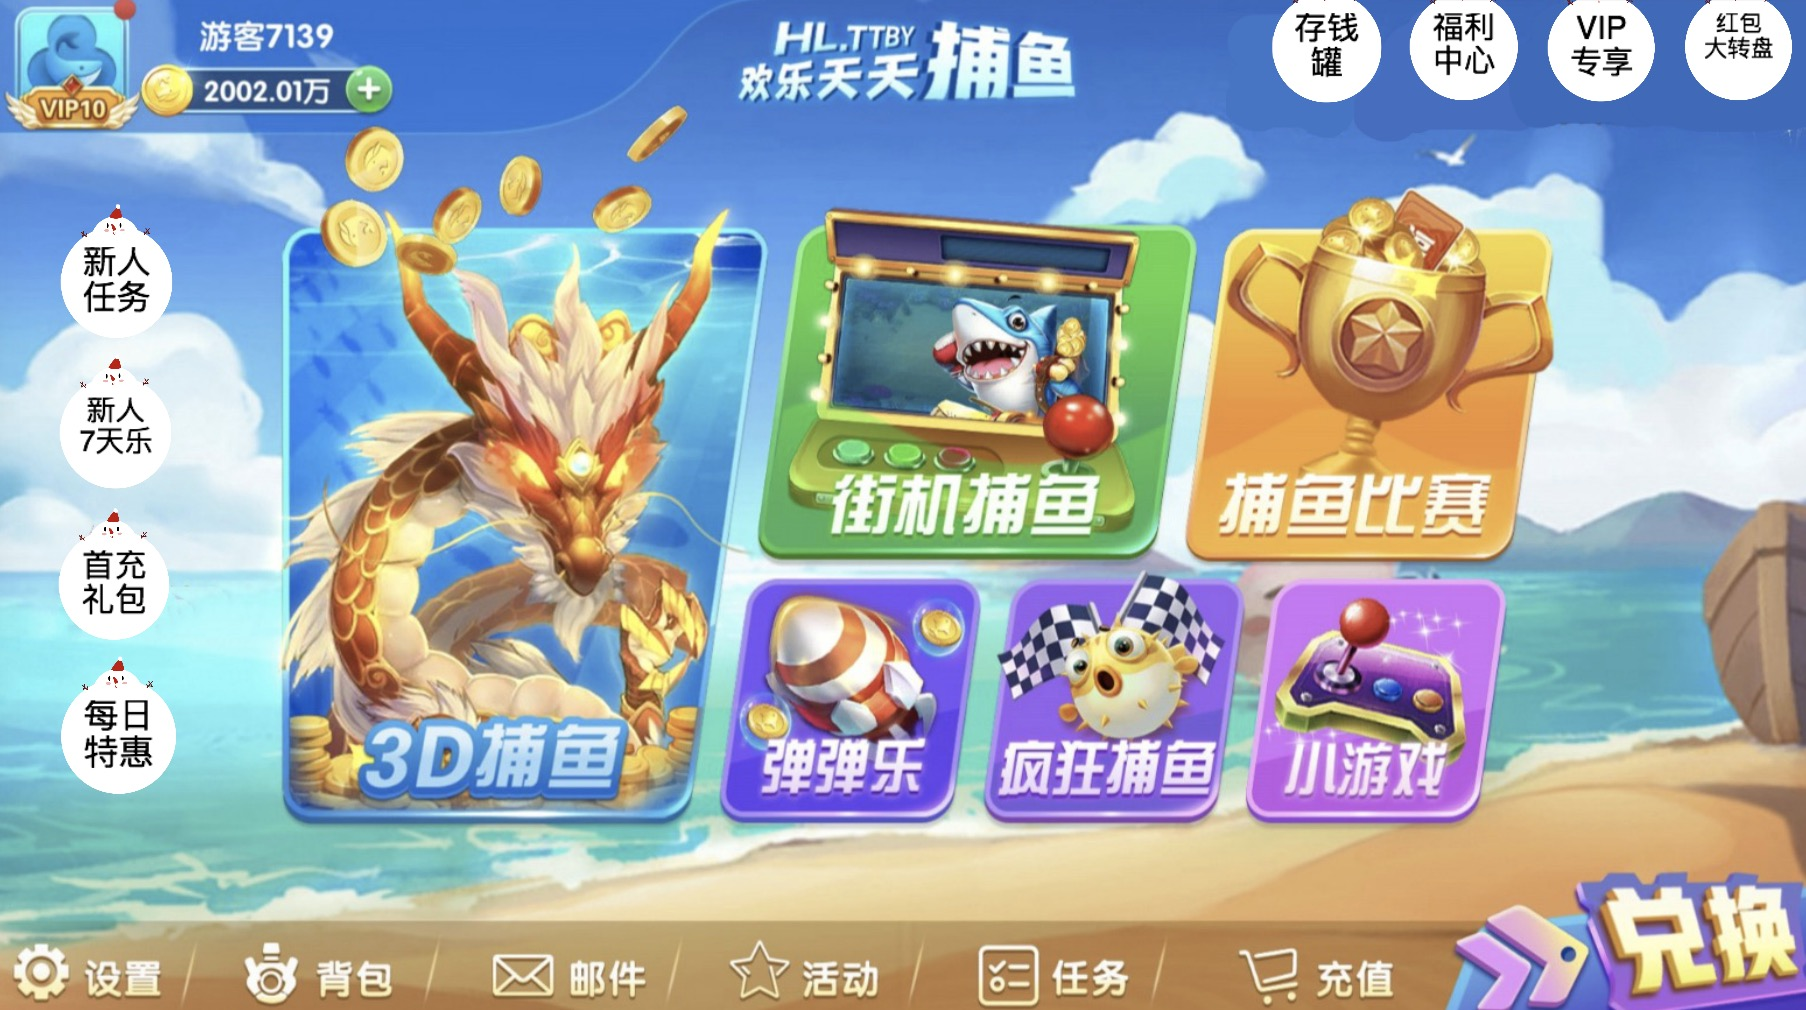 游客7139
VIP10
2002.01万
HL.TTBY
欢乐天天捕鱼
存钱
罐
福利
中心
VIP
专享
红包
大转盘
新人
任务
新人
7天乐
首充
礼包
每日
特惠
3D捕鱼
街机捕鱼
捕鱼比赛
弹弹乐
疯狂捕鱼
小游戏
设置
背包
邮件
活动
任务
充值
兑换